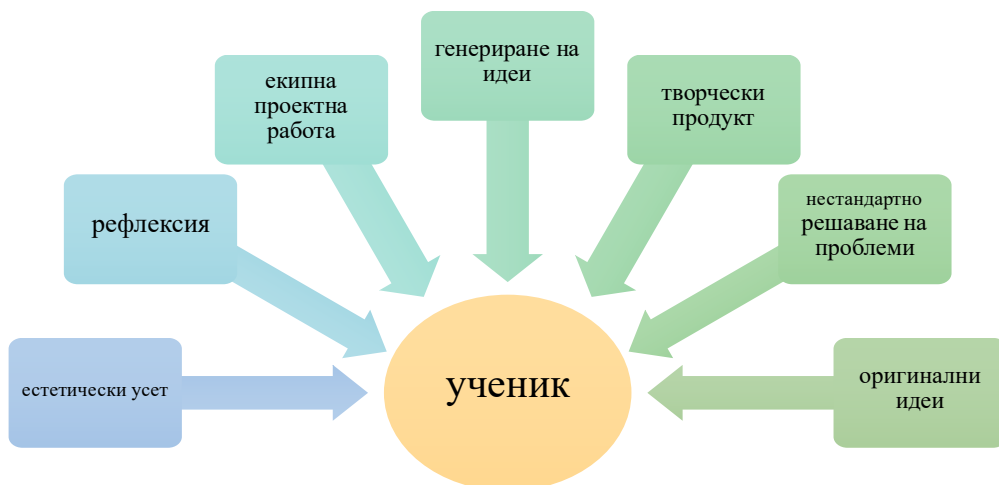 генериране на
идеи
екипна
проектна
работа
творчески
продукт
рефлексия
нестандартно
решаване на
проблеми
естетически усет
ученик
оригинални
идеи